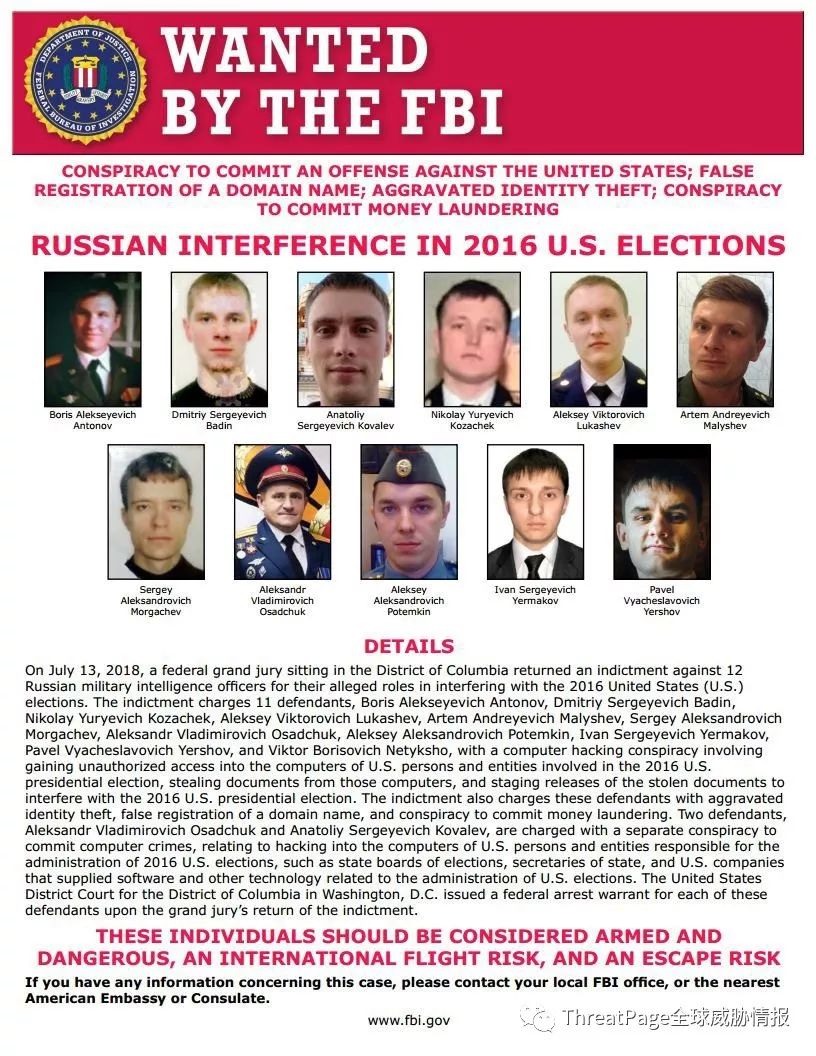 WANTED
BY THE FBI
DEPARTMENT OF JUSTICE
FEDERAL BUREAU OF INVESTIGATION
CONSPIRACY TO COMMIT AN OFFENSE AGAINST THE UNITED STATES; FALSE
REGISTRATION OF A DOMAIN NAME; AGGRAVATED IDENTITY THEFT; CONSPIRACY
TO COMMIT MONEY LAUNDERING
RUSSIAN INTERFERENCE IN 2016 U.S. ELECTIONS
Boris Alekseyevich
Antonov
Dmitriy Sergeyevich
Badin
Anatoliy
Sergeyevich Kovalev
Nikolay Yuryevich
Kozachek
Aleksey Viktorovich
Lukashev
Artem Andreyevich
Malyshev
Sergey
Aleksandrovich
Morgachev
Aleksandr
Vladimirovich
Osadchuk
Aleksey
Aleksandrovich
Potemkin
Ivan Sergeyevich
Yermakov
Pavel
Vyacheslavovich
Yershov
DETAILS
On July 13, 2018, a federal grand jury sitting in the District of Columbia returned an indictment against 12
Russian military intelligence officers for their alleged roles in interfering with the 2016 United States (U.S.)
elections. The indictment charges 11 defendants, Boris Alekseyevich Antonov, Dmitriy Sergeyevich Badin,
Nikolay Yuryevich Kozachek, Aleksey Viktorovich Lukashev, Artem Andreyevich Malyshev, Sergey Aleksandrovich
Morgachev, Aleksandr Vladimirovich Osadchuk, Aleksey Aleksandrovich Potemkin, Ivan Sergeyevich Yermakov,
Pavel Vyacheslavovich Yershov, and Viktor Borisovich Netyksho, with a computer hacking conspiracy involving
gaining unauthorized access into the computers of U.S. persons and entities involved in the 2016 U.S.
presidential election, stealing documents from those computers, and staging releases of the stolen documents to
interfere with the 2016 U.S. presidential election. The indictment also charges these defendants with aggravated
identity theft, false registration of a domain name, and conspiracy to commit money laundering. Two defendants,
Aleksandr Vladimirovich Osadchuk and Anatoliy Sergeyevich Kovalev, are charged with a separate conspiracy to
commit computer crimes, relating to hacking into the computers of U.S. persons and entities responsible for the
administration of 2016 U.S. elections, such as state boards of elections, secretaries of state, and U.S. companies
that supplied software and other technology related to the administration of U.S. elections. The United States
District Court for the District of Columbia in Washington, D.C. issued a federal arrest warrant for each of these
defendants upon the grand jury's return of the indictment.
THESE INDIVIDUALS SHOULD BE CONSIDERED ARMED AND
DANGEROUS, AN INTERNATIONAL FLIGHT RISK, AND AN ESCAPE RISK
If you have any information concerning this case, please contact your local FBI office, or the nearest
American Embassy or Consulate.
www.fbi.gov
ThreatPage全球威胁情报